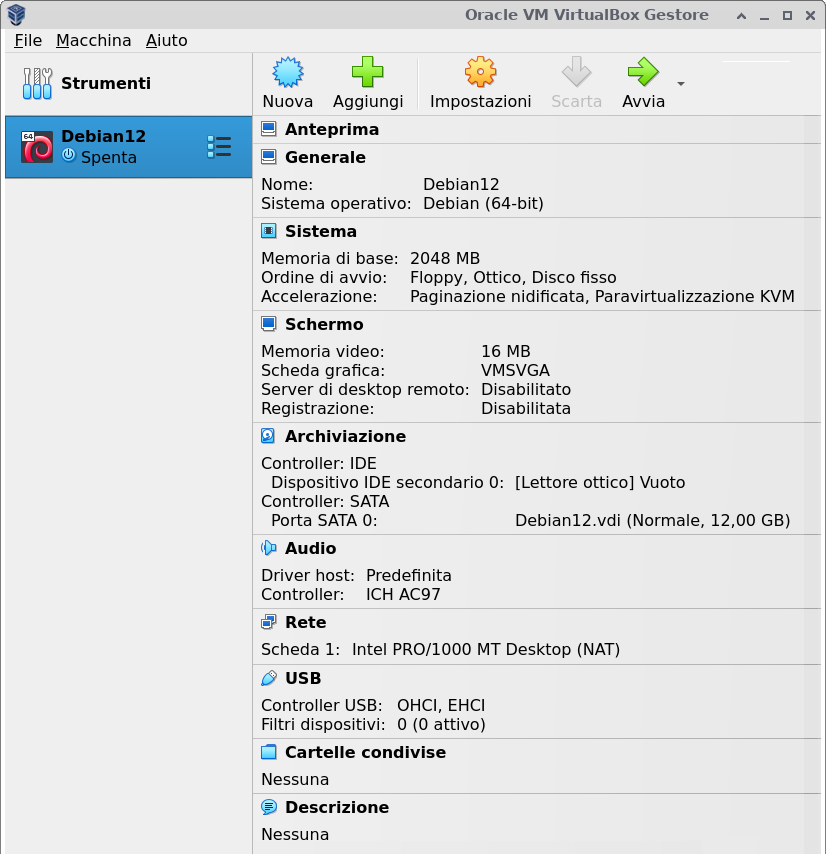 Oracle VM VirtualBox Gestore
File Macchina Aiuto
Strumenti
Nuova Aggiungi Impostazioni Scarta Avvia
64
Debian12
Spenta
Anteprima
Generale
Nome: Debian12
Sistema operativo: Debian (64-bit)
Sistema
Memoria di base: 2048 MB
Ordine di avvio: Floppy, Ottico, Disco fisso
Accelerazione: Paginazione nidificata, Paravirtualizzazione KVM
Schermo
Memoria video: 16 MB
Scheda grafica: VMSVGA
Server di desktop remoto: Disabilitato
Registrazione: Disabilitata
Archiviazione
Controller: IDE
Dispositivo IDE secondario 0: [Lettore ottico] Vuoto
Controller: SATA
Porta SATA 0: Debian12.vdi (Normale, 12,00 GB)
Audio
Driver host: Predefinita
Controller: ICH AC97
Rete
Scheda 1: Intel PRO/1000 MT Desktop (NAT)
USB
Controller USB: OHCI, EHCI
Filtri dispositivi: 0 (0 attivo)
Cartelle condivise
Nessuna
Descrizione
Nessuna